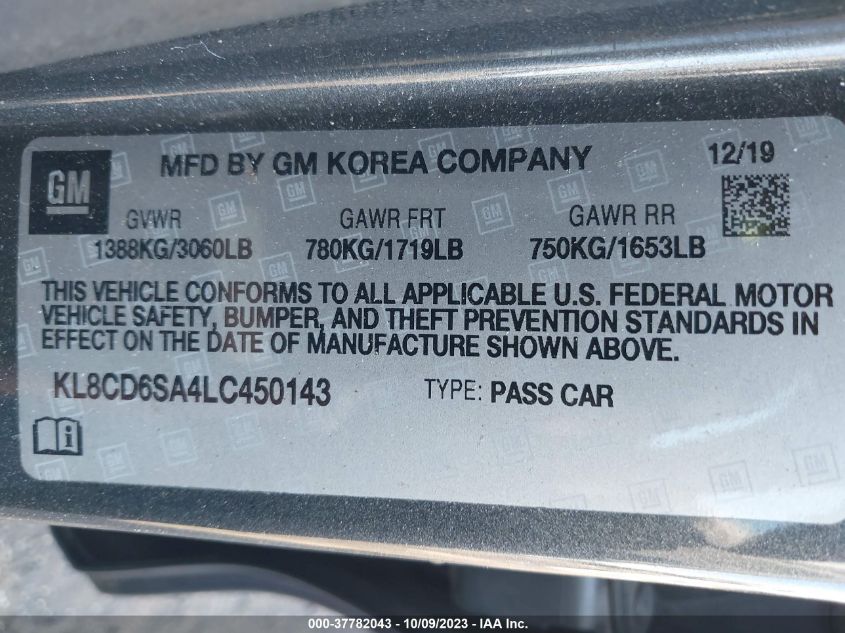 GM
MFD BY GM KOREA COMPANY
12/19
GVWR
GAWR FRT
GAWR RR
1388KG/3060LB
780KG/1719LB
750KG/1653LB
THIS VEHICLE CONFORMS TO ALL APPLICABLE U.S. FEDERAL MOTOR
VEHICLE SAFETY, BUMPER, AND THEFT PREVENTION STANDARDS IN
EFFECT ON THE DATE OF MANUFACTURE SHOWN ABOVE.
KL8CD6SA4LC450143
TYPE: PASS CAR
000-37782043 - 10/09/2023 - IAA Inc.